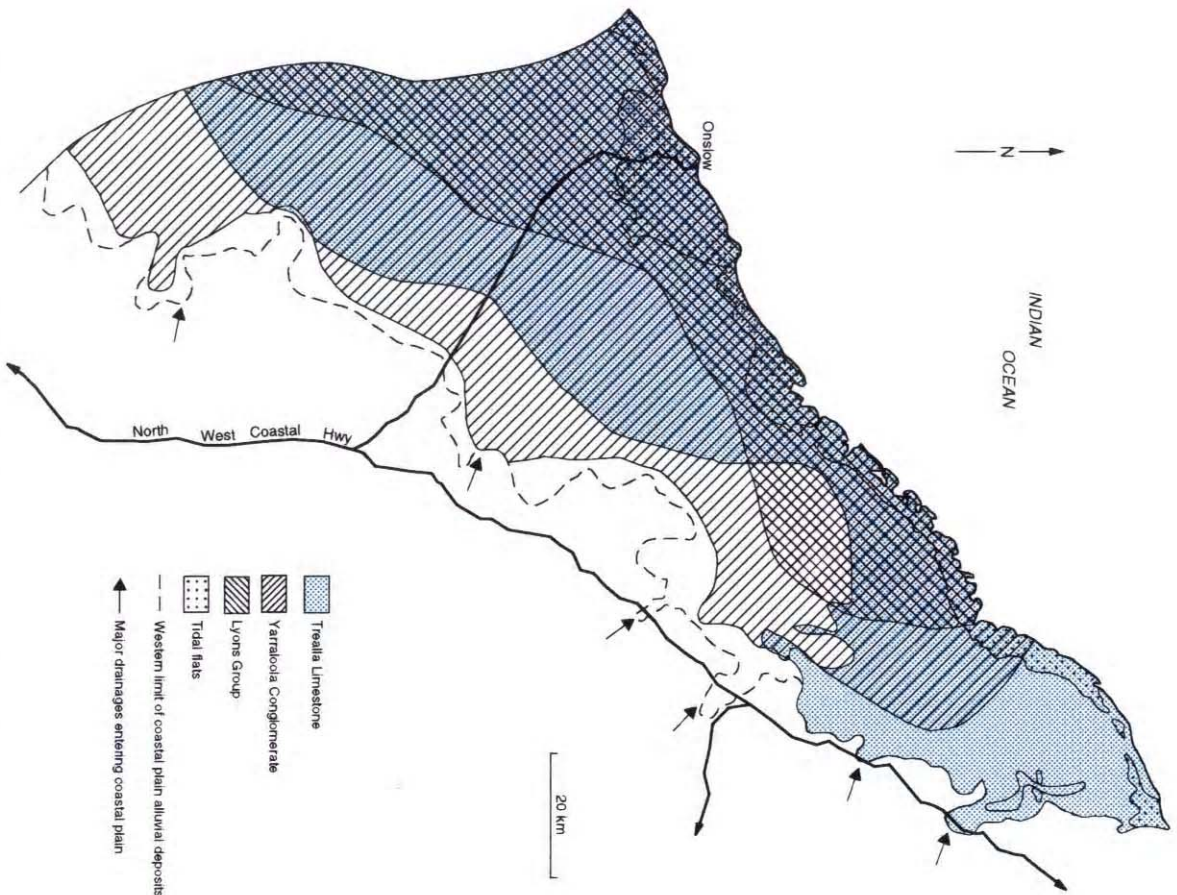 Onslow
N
INDIAN
OCEAN
North West Coastal Hwy
Trealla Limestone
Yarraloola Conglomerate
Lyons Group
Tidal flats
Western limit of coastal plain alluvial deposits
Major drainages entering coastal plain
20 km